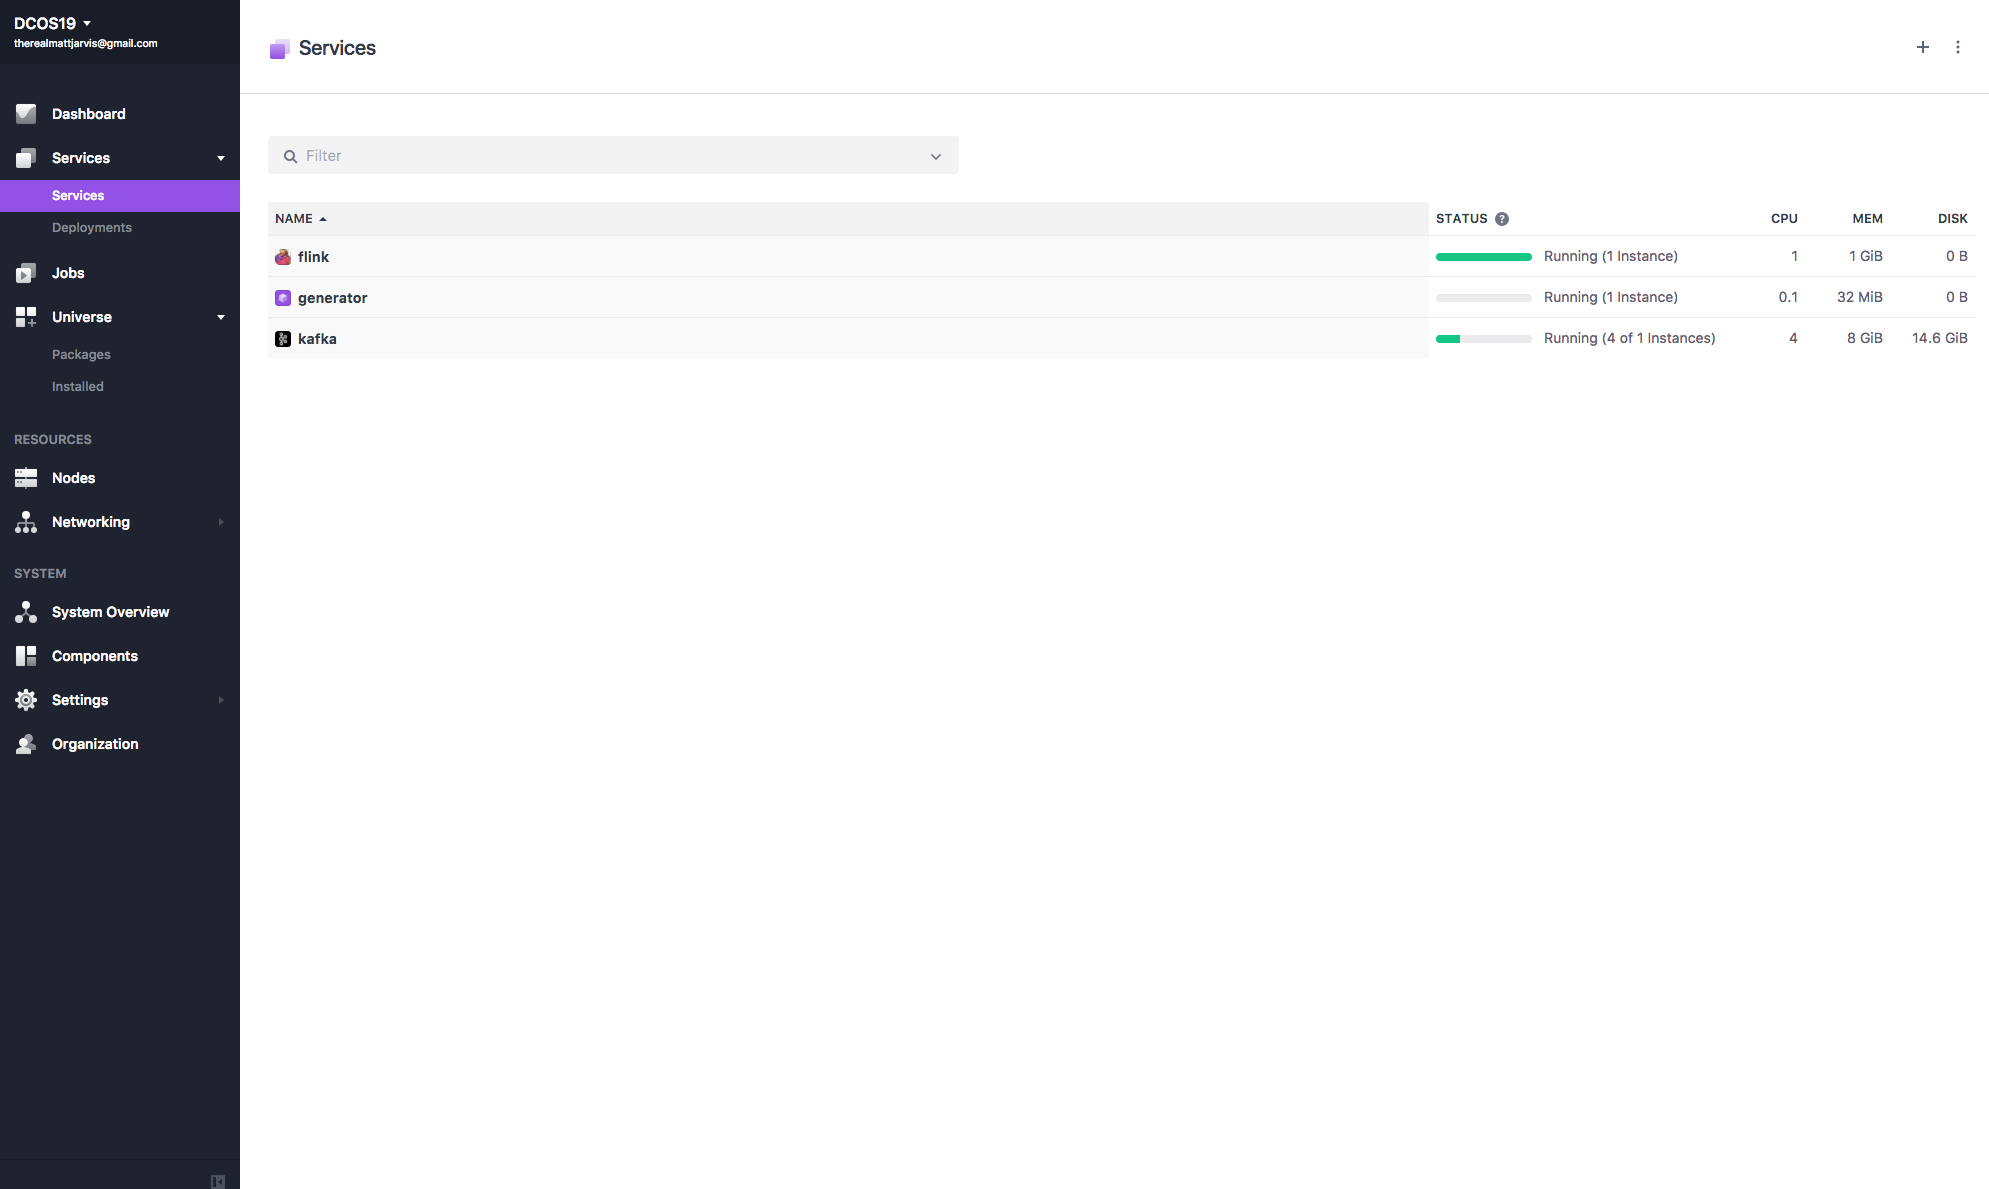 DCOS19
therealmattjarvis@gmail.com
Dashboard
Services
Services
Deployments
Jobs
Universe
Packages
Installed
RESOURCES
Nodes
Networking
SYSTEM
System Overview
Components
Settings
Organization
Services
Filter
NAME STATUS ? CPU MEM DISK
flink Running (1 Instance) 1 1 GiB 0 B
generator Running (1 Instance) 0.1 32 MiB 0 B
kafka Running (4 of 1 Instances) 4 8 GiB 14.6 GiB